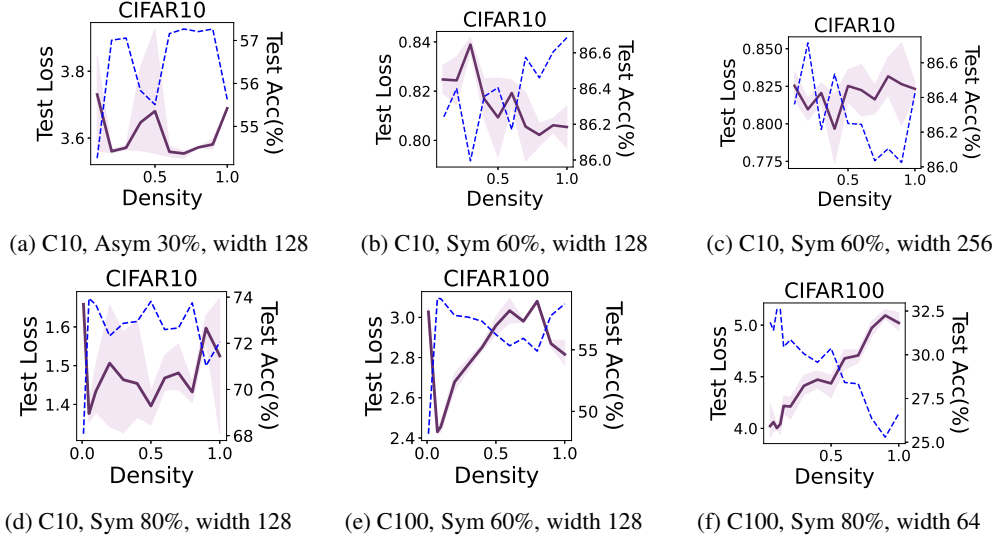 CIFAR10
Test Loss
3.8
3.6
57
56
55
Test Acc(%)
0.5
1.0
Density
(a) C10, Asym 30%, width 128
CIFAR10
Test Loss
0.84
0.82
0.80
86.6
86.4
86.2
86.0
Test Acc(%)
0.5
1.0
Density
(b) C10, Sym 60%, width 128
CIFAR10
Test Loss
0.850
0.825
0.800
0.775
86.6
86.4
86.2
86.0
Test Acc(%)
0.5
1.0
Density
(c) C10, Sym 60%, width 256
CIFAR10
Test Loss
1.6
1.5
1.4
74
72
70
68
Test Acc(%)
0.0
0.5
1.0
Density
(d) C10, Sym 80%, width 128
CIFAR100
Test Loss
3.0
2.8
2.6
2.4
55
50
Test Acc(%)
0.0
0.5
1.0
Density
(e) C100, Sym 60%, width 128
CIFAR100
Test Loss
5.0
4.5
4.0
32.5
30.0
27.5
25.0
Test Acc(%)
0.5
1.0
Density
(f) C100, Sym 80%, width 64